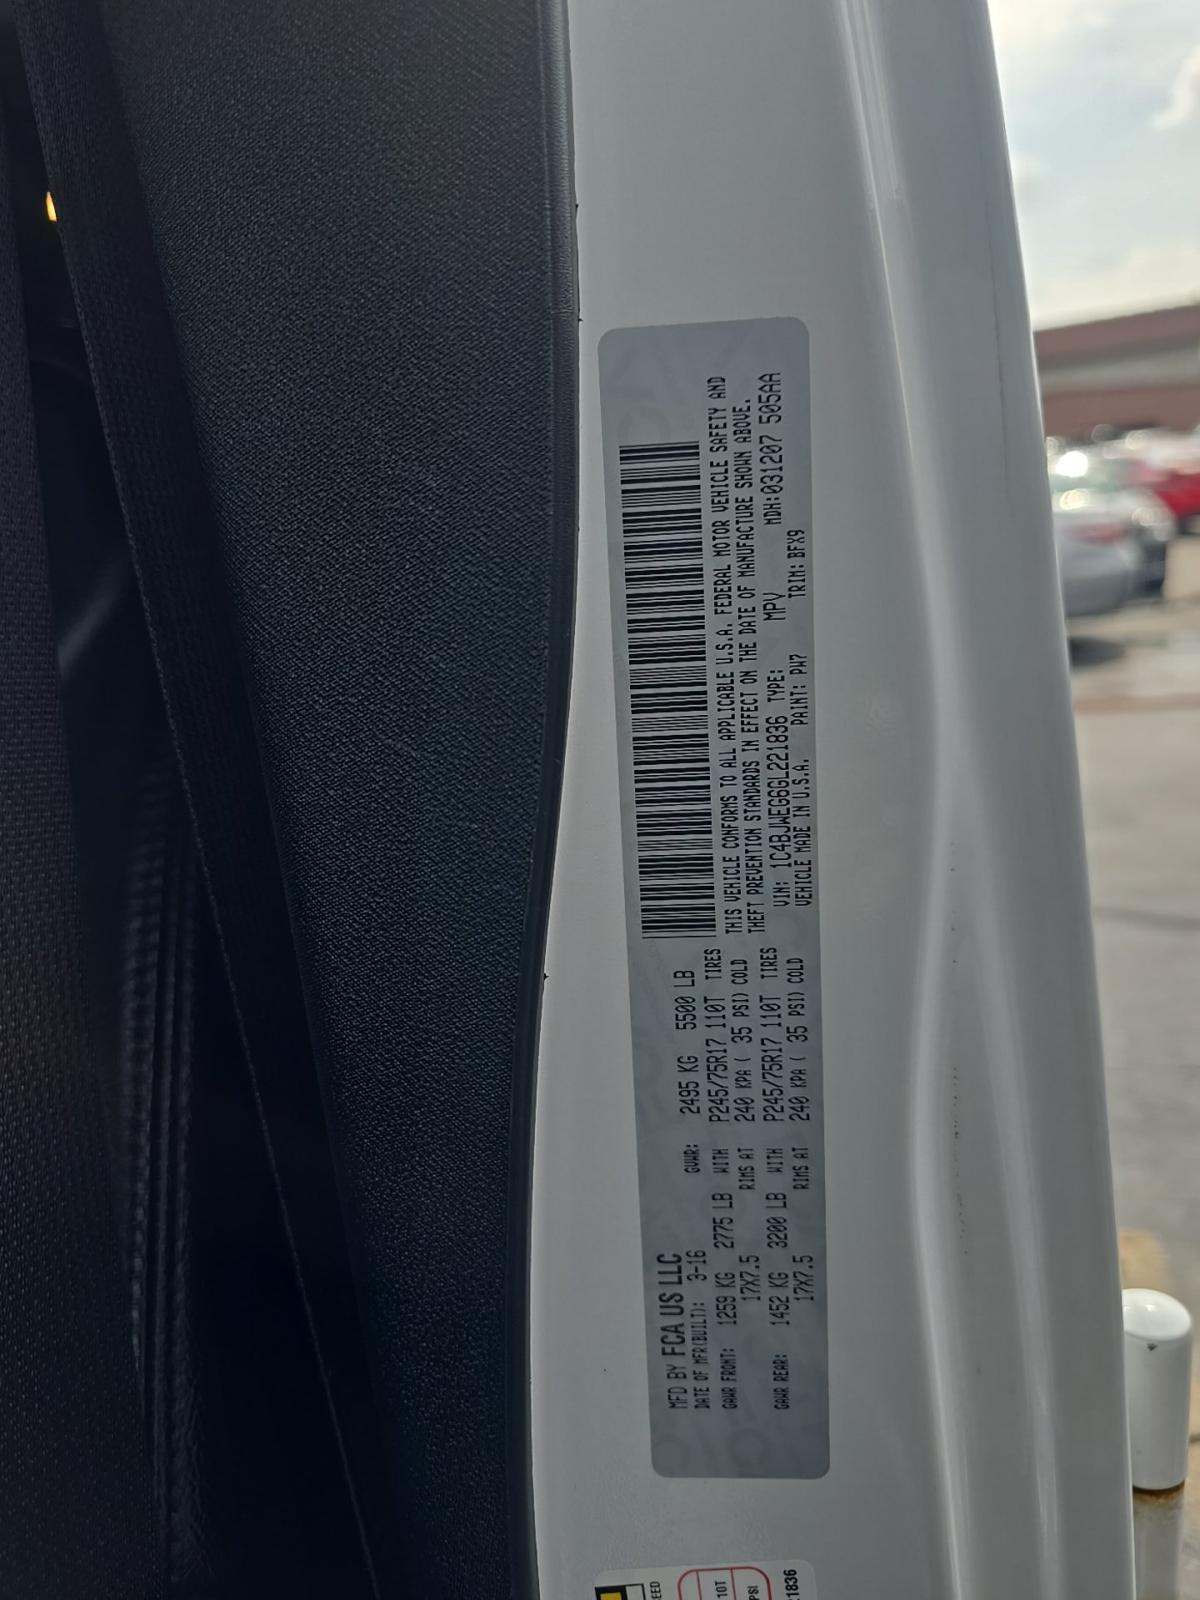 MFD BY FCA US LLC
DATE OF MFR(BUILT): 3-16 GVWR: 2495 KG 5500 LB
GAWR FRONT: 1259 KG 2775 LB WITH P245/75R17 110T TIRES
17X7.5 RIMS AT 240 KPA ( 35 PSI) COLD
GAWR REAR: 1452 KG 3200 LB WITH P245/75R17 110T TIRES
17X7.5 RIMS AT 240 KPA ( 35 PSI) COLD
THIS VEHICLE CONFORMS TO ALL APPLICABLE U.S.A. FEDERAL MOTOR VEHICLE SAFETY AND
THEFT PREVENTION STANDARDS IN EFFECT ON THE DATE OF MANUFACTURE SHOWN ABOVE.
VIN: 1C4BJWEG6GL221836 TYPE: MPV MDH:031207 505AA
VEHICLE MADE IN U.S.A. PAINT: PW7 TRIM: BFX9
EED
10T
PSI
21836